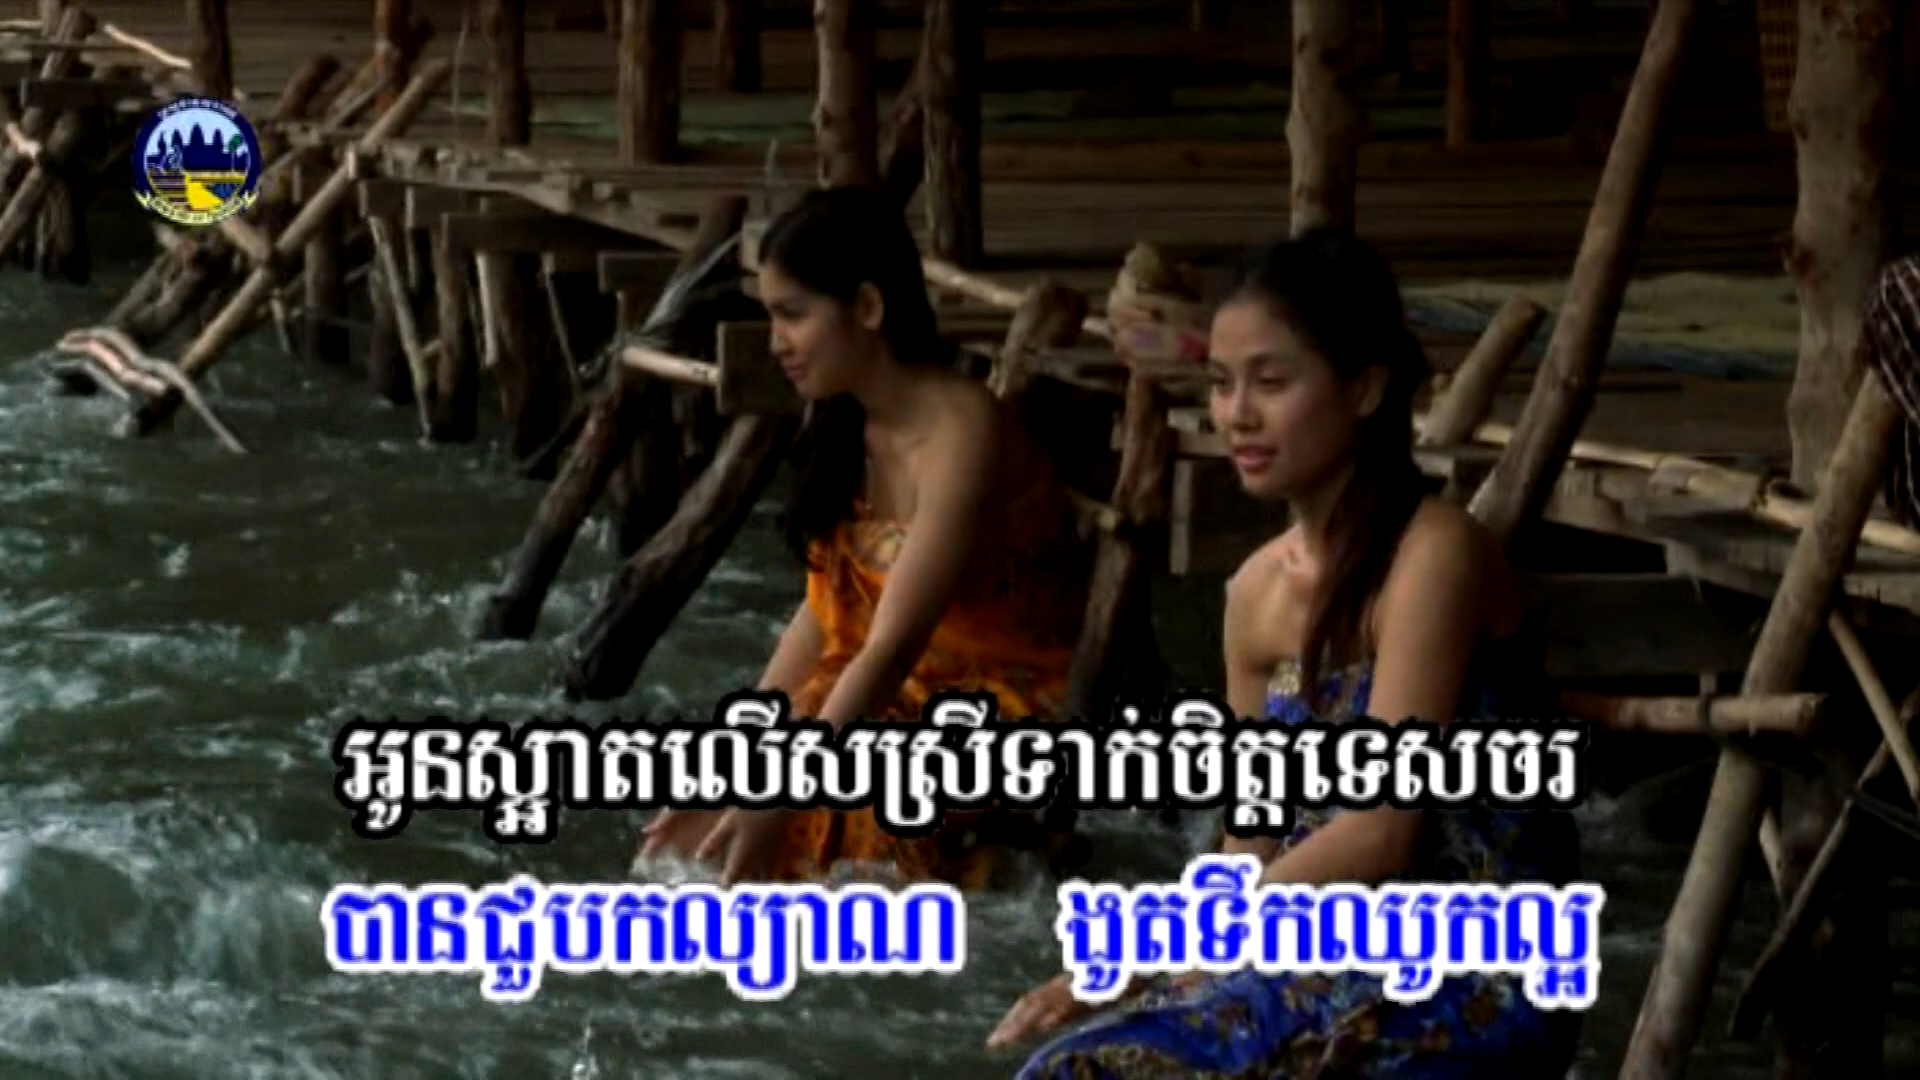 អូនស្អាតលើសស្រីទាក់ចិត្តទេសចរ
បានជួបកល្យាណ ងូតទឹកឈូកល្អ